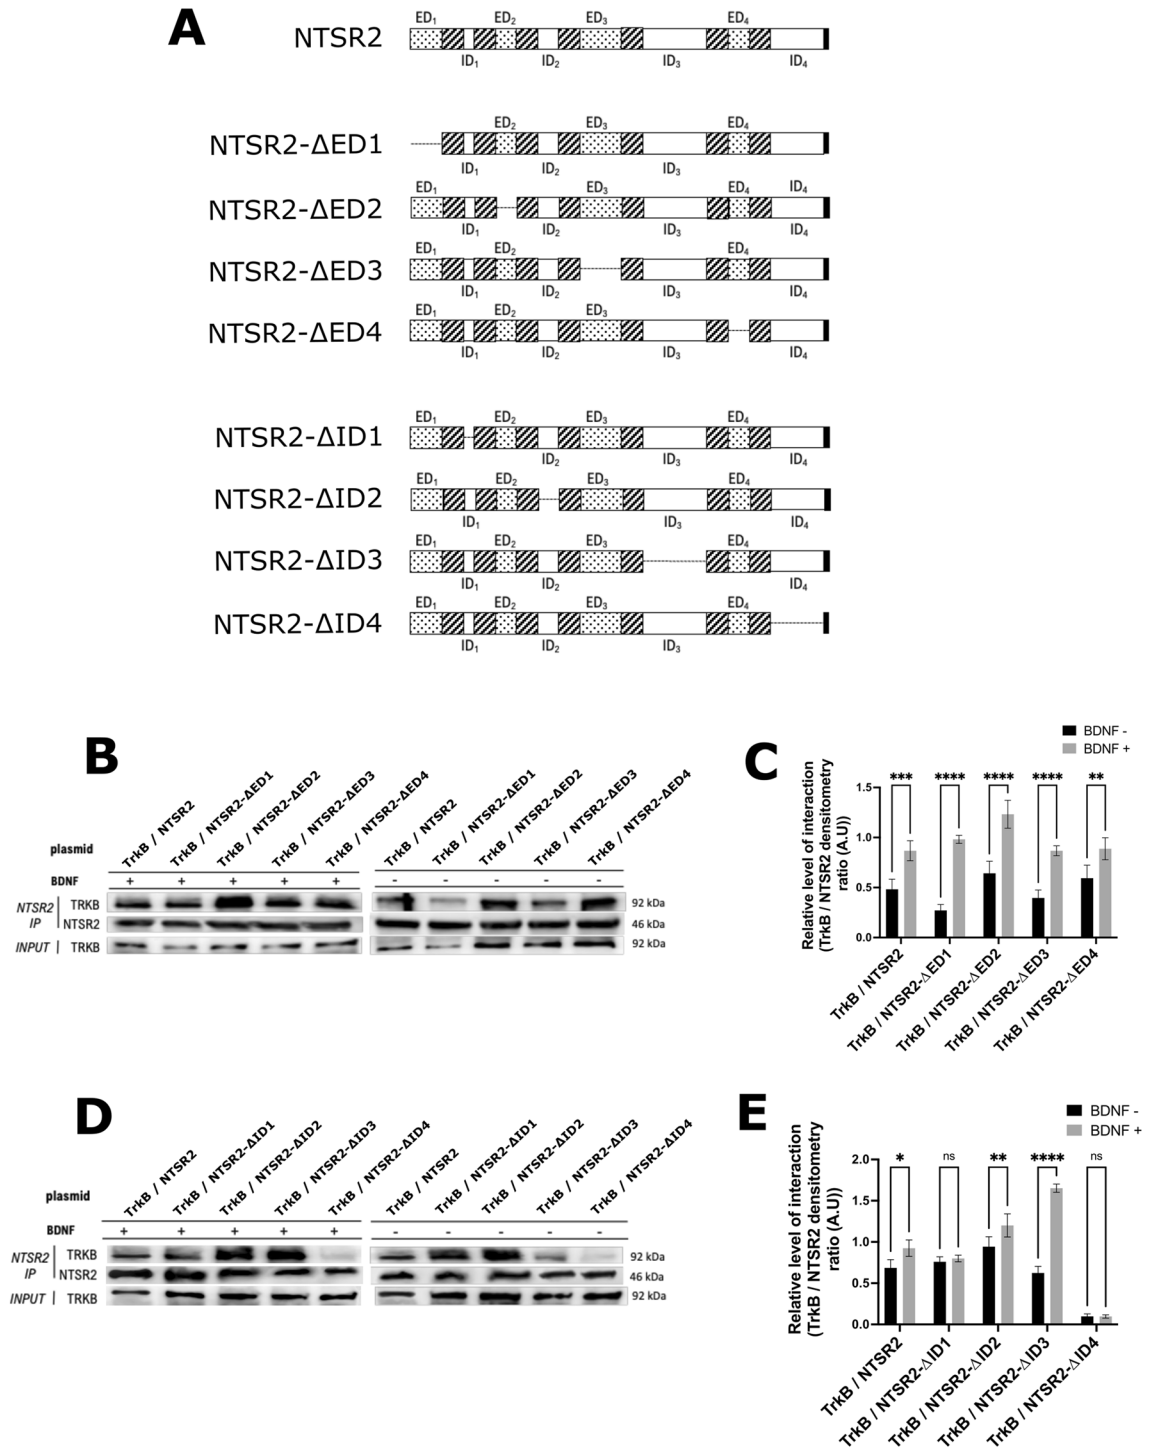 A
NTSR2
ED1 ED2 ED3 ED4
ID1 ID2 ID3 ID4
NTSR2-ΔED1
ED2 ED3 ED4
ID1 ID2 ID3
ID4
NTSR2-ΔED2
ED1 ED3 ED4
ID1 ID2 ID3 ID4
NTSR2-ΔED3
ED1 ED2 ED4
ID1 ID2 ID3 ID4
NTSR2-ΔED4
ED1 ED2 ED3
ID1 ID2 ID3 ID4
NTSR2-ΔID1
ED1 ED2 ED3 ED4
ID2 ID3 ID4
NTSR2-ΔID2
ED1 ED2 ED3 ED4
ID1 ID3 ID4
NTSR2-ΔID3
ED1 ED2 ED3 ED4
ID1 ID2 ID4
NTSR2-ΔID4
ED1 ED2 ED3 ED4
ID1 ID2 ID3
B
plasmid
TrkB / NTSR2
TrkB / NTSR2-ΔED1
TrkB / NTSR2-ΔED2
TrkB / NTSR2-ΔED3
TrkB / NTSR2-ΔED4
TrkB / NTSR2
TrkB / NTSR2-ΔED1
TrkB / NTSR2-ΔED2
TrkB / NTSR2-ΔED3
TrkB / NTSR2-ΔED4
BDNF + + + + + - - - - -
NTSR2 IP
TRKB 92 kDa
NTSR2 46 kDa
INPUT | TRKB 92 kDa
C
BDNF -
BDNF +
Relative level of interaction
(TrkB / NTSR2 densitometry
ratio (A.U))
1.5
1.0
0.5
0.0
*** **** **** **** **
TrkB / NTSR2
TrkB / NTSR2-ΔED1
TrkB / NTSR2-ΔED2
TrkB / NTSR2-ΔED3
TrkB / NTSR2-ΔED4
D
plasmid
TrkB / NTSR2
TrkB / NTSR2-ΔID1
TrkB / NTSR2-ΔID2
TrkB / NTSR2-ΔID3
TrkB / NTSR2-ΔID4
TrkB / NTSR2
TrkB / NTSR2-ΔID1
TrkB / NTSR2-ΔID2
TrkB / NTSR2-ΔID3
TrkB / NTSR2-ΔID4
BDNF + + + + + - - - - -
NTSR2 IP
TRKB 92 kDa
NTSR2 46 kDa
INPUT | TRKB 92 kDa
E
BDNF -
BDNF +
Relative level of interaction
(TrkB / NTSR2 densitometry
ratio (A.U))
2.0
1.5
1.0
0.5
0.0
* ns ** **** ns
TrkB / NTSR2
TrkB / NTSR2-ΔID1
TrkB / NTSR2-ΔID2
TrkB / NTSR2-ΔID3
TrkB / NTSR2-ΔID4